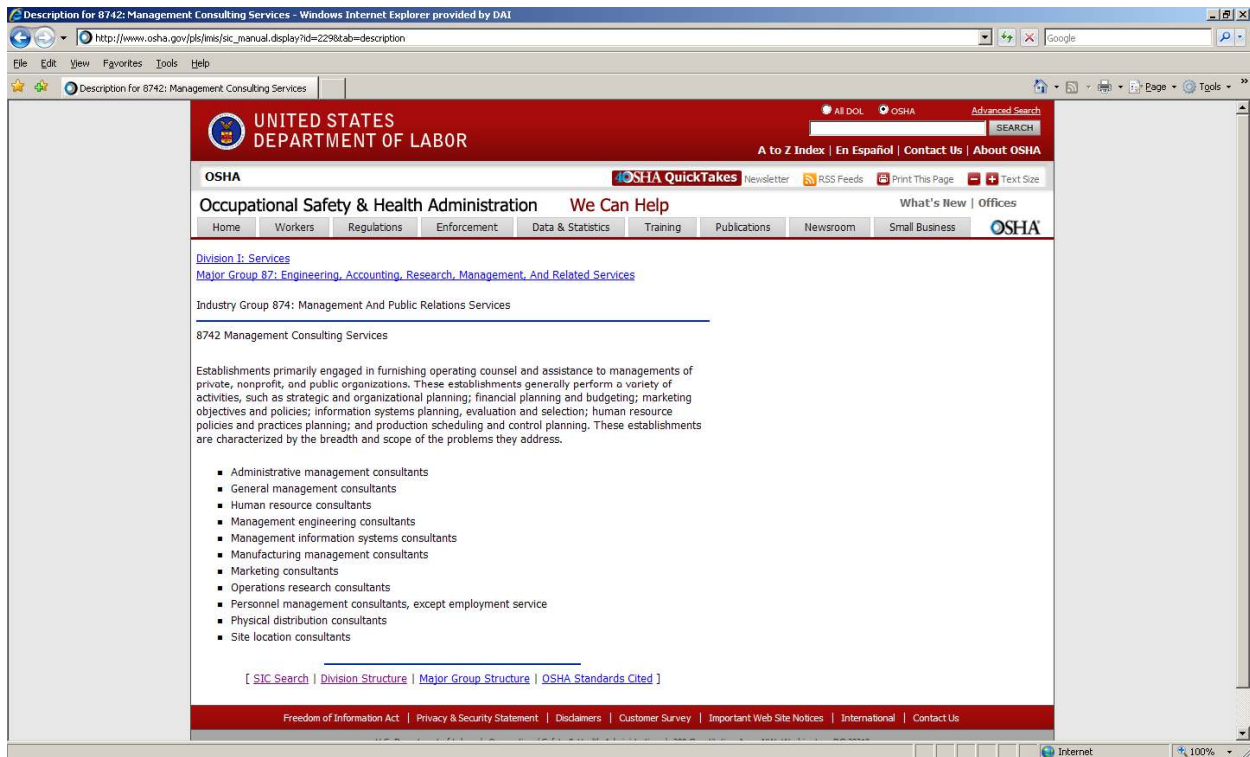 Description for 8742: Management Consulting Services - Windows Internet Explorer provided by DAI
http://www.osha.gov/pls/imis/sic_manual.display?id=229&tab=description
Google
File Edit View Favorites Tools Help
Description for 8742: Management Consulting Services
Page Tools
UNITED STATES
DEPARTMENT OF LABOR
All DOL OSHA Advanced Search
SEARCH
A to Z Index | En Español | Contact Us | About OSHA
OSHA
40 OSHA QuickTakes Newsletter RSS Feeds Print This Page Text Size
Occupational Safety & Health Administration We Can Help
What's New | Offices
Home Workers Regulations Enforcement Data & Statistics Training Publications Newsroom Small Business OSHA
Division I: Services
Major Group 87: Engineering, Accounting, Research, Management, And Related Services
Industry Group 874: Management And Public Relations Services
8742 Management Consulting Services
Establishments primarily engaged in furnishing operating counsel and assistance to managements of
private, nonprofit, and public organizations. These establishments generally perform a variety of
activities, such as strategic and organizational planning; financial planning and budgeting; marketing
objectives and policies; information systems planning, evaluation and selection; human resource
policies and practices planning; and production scheduling and control planning. These establishments
are characterized by the breadth and scope of the problems they address.
Administrative management consultants
General management consultants
Human resource consultants
Management engineering consultants
Management information systems consultants
Manufacturing management consultants
Marketing consultants
Operations research consultants
Personnel management consultants, except employment service
Physical distribution consultants
Site location consultants
[ SIC Search | Division Structure | Major Group Structure | OSHA Standards Cited ]
Freedom of Information Act | Privacy & Security Statement | Disclaimers | Customer Survey | Important Web Site Notices | International | Contact Us
Internet
100%